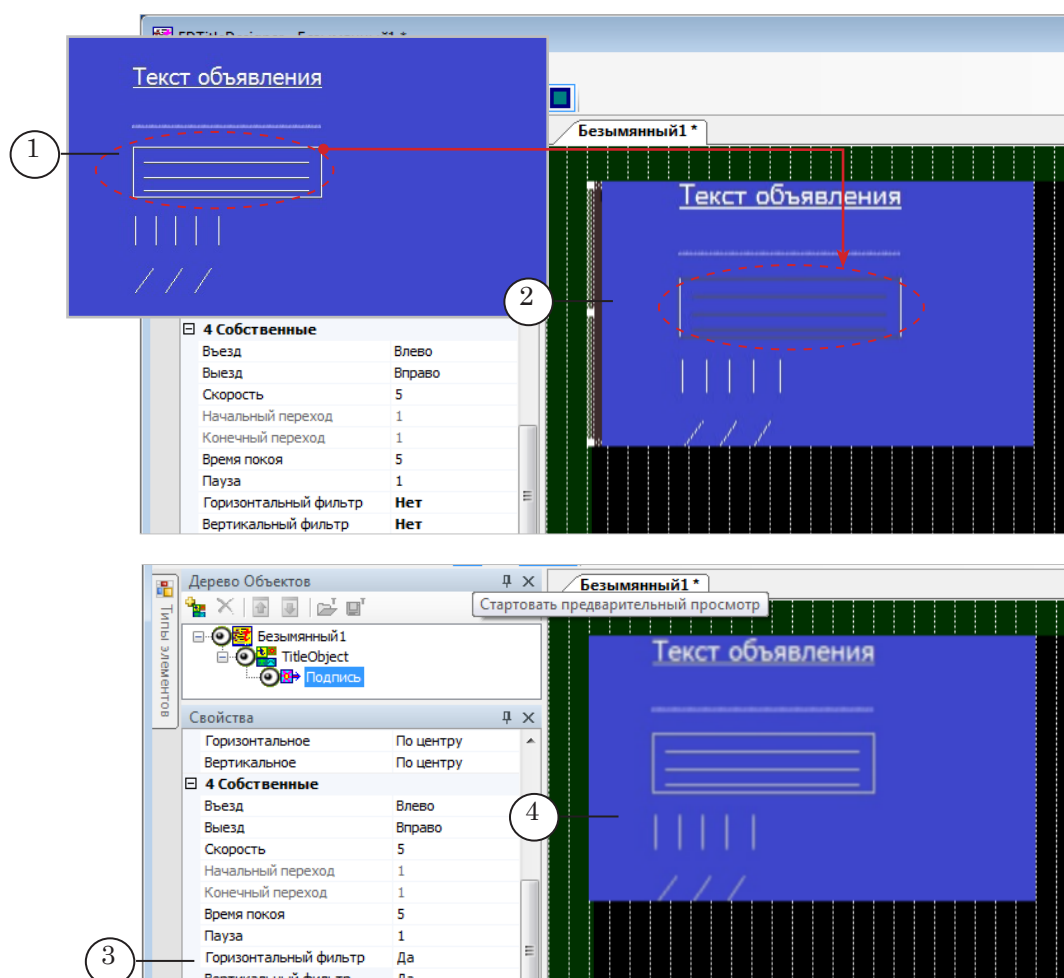 Текст объявления
1
Безымянный1 *
Текст объявления
2
4 Собственные
Въезд Влево
Выезд Вправо
Скорость 5
Начальный переход 1
Конечный переход 1
Время покоя 5
Пауза 1
Горизонтальный фильтр Нет
Вертикальный фильтр Нет
Дерево Объектов
Безымянный1 *
Стартовать предварительный просмотр
Типы элементов
Безымянный1
TitleObject
Подпись
Текст объявления
Свойства
Горизонтальное По центру
Вертикальное По центру
4 Собственные
Въезд Влево
4
Выезд Вправо
Скорость 5
Начальный переход 1
Конечный переход 1
Время покоя 5
Пауза 1
3
Горизонтальный фильтр Да